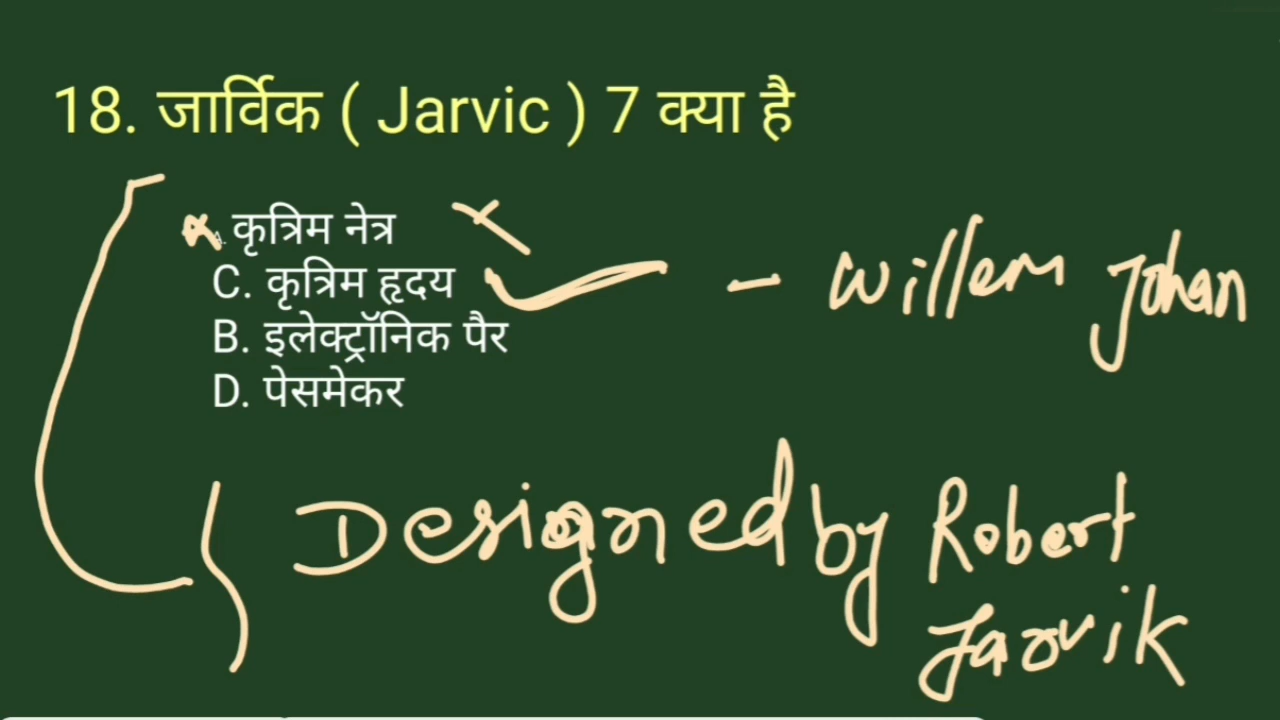 18. जार्विक ( Jarvic ) 7 क्या है
A. कृत्रिम नेत्र
C. कृत्रिम हृदय - Willem Johan
B. इलेक्ट्रॉनिक पैर
D. पेसमेकर
Designed by Robert
Jarvik